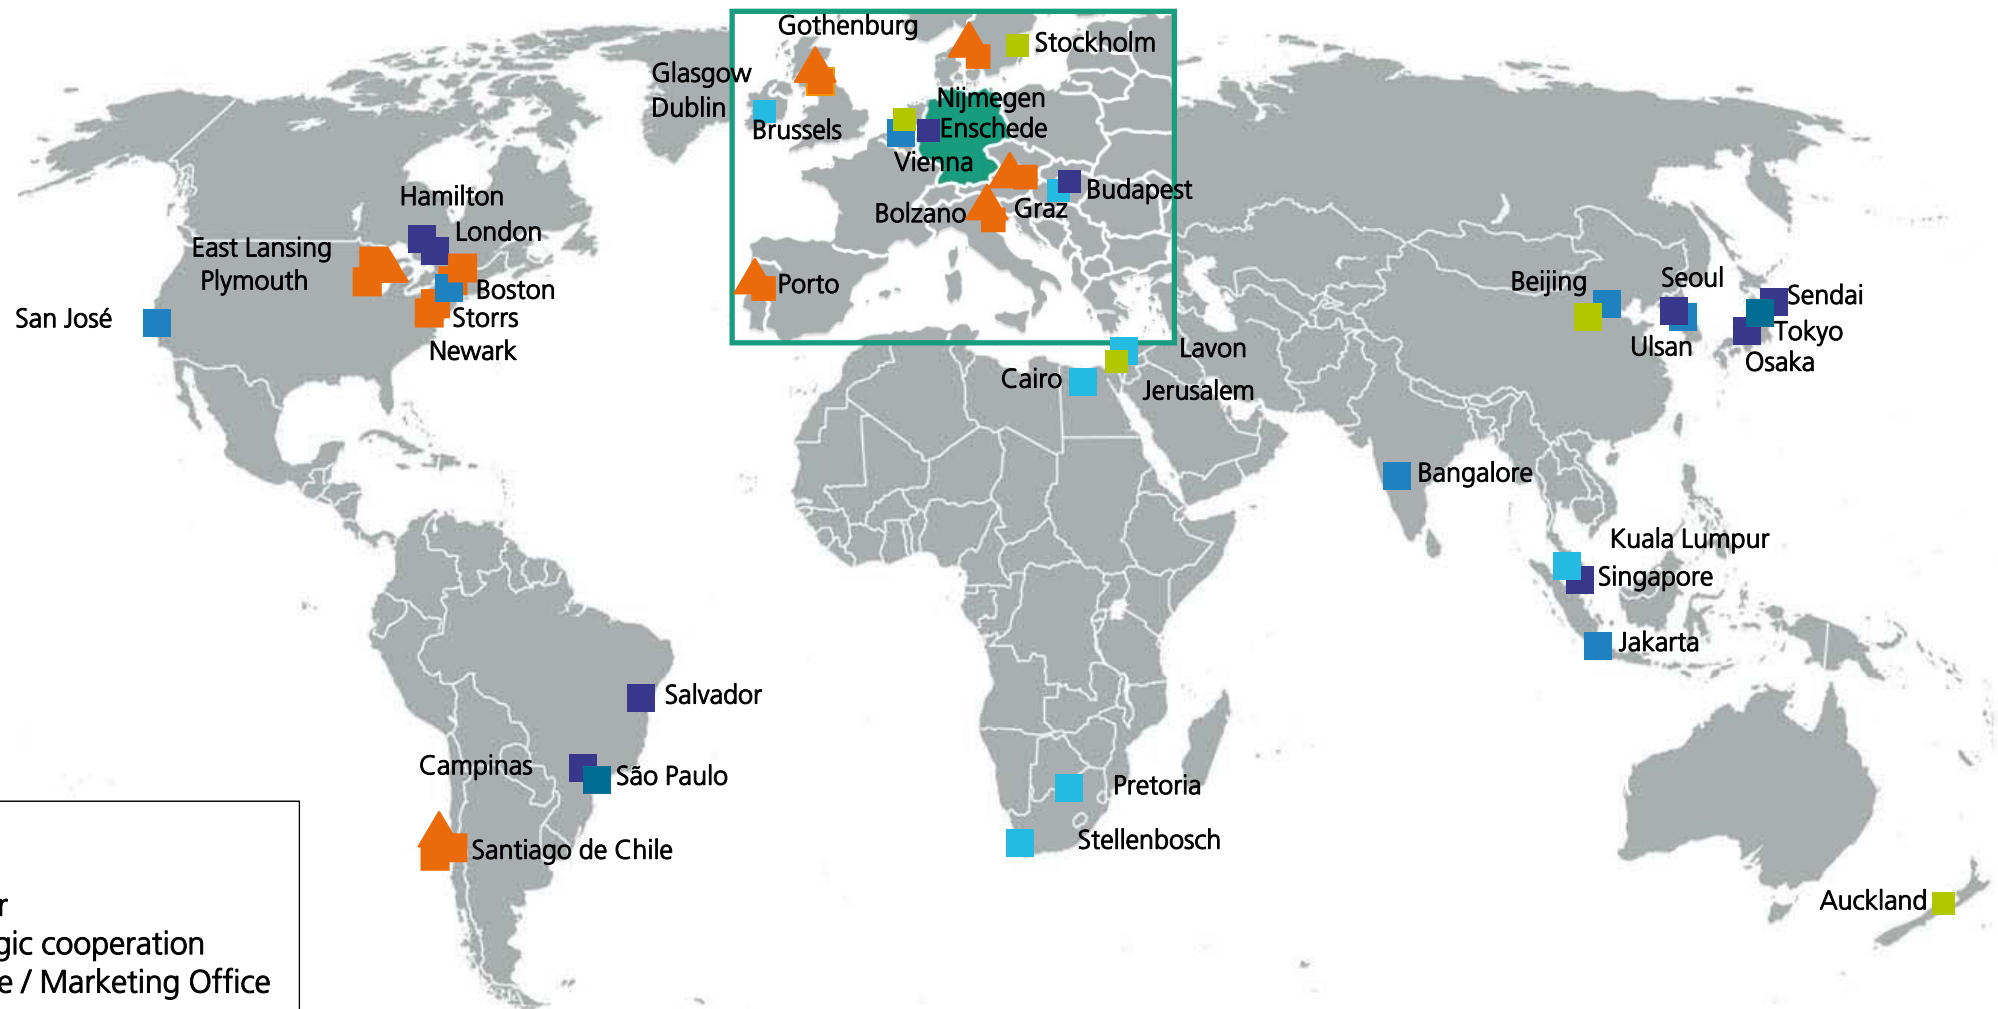 Gothenburg
Stockholm
Glasgow
Dublin
Nijmegen
Brussels
Enschede
Vienna
Budapest
Bolzano
Graz
Porto
Hamilton
London
East Lansing
Plymouth
Boston
San José
Storrs
Newark
Beijing
Seoul
Sendai
Tokyo
Ulsan
Osaka
Lavon
Cairo
Jerusalem
Bangalore
Kuala Lumpur
Singapore
Jakarta
Salvador
Campinas
São Paulo
Pretoria
Stellenbosch
Santiago de Chile
Auckland
r
gic cooperation
e / Marketing Office